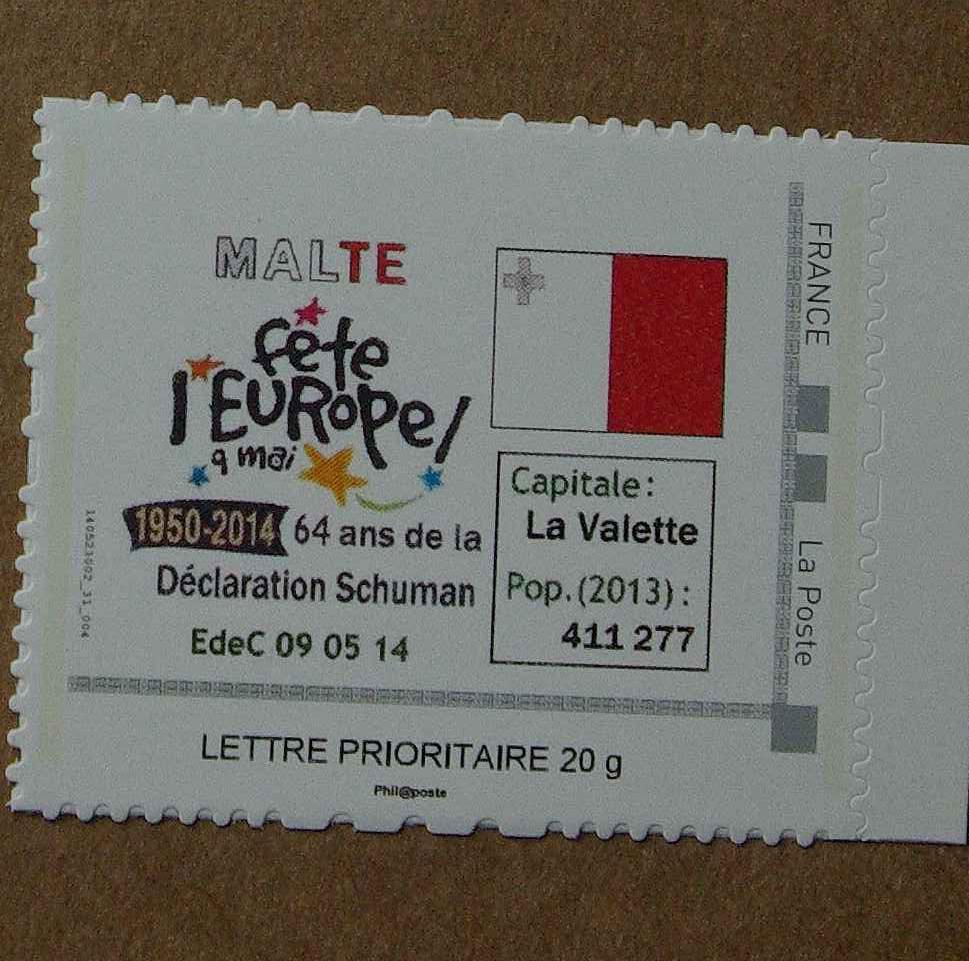 MALTE
fête
l'EUROpe!
9 mai
1950-2014 64 ans de la
Déclaration Schuman
EdeC 09 05 14
Capitale:
La Valette
Pop.(2013):
411 277
FRANCE
La Poste
140523002_31_004
LETTRE PRIORITAIRE 20 g
Phil@poste